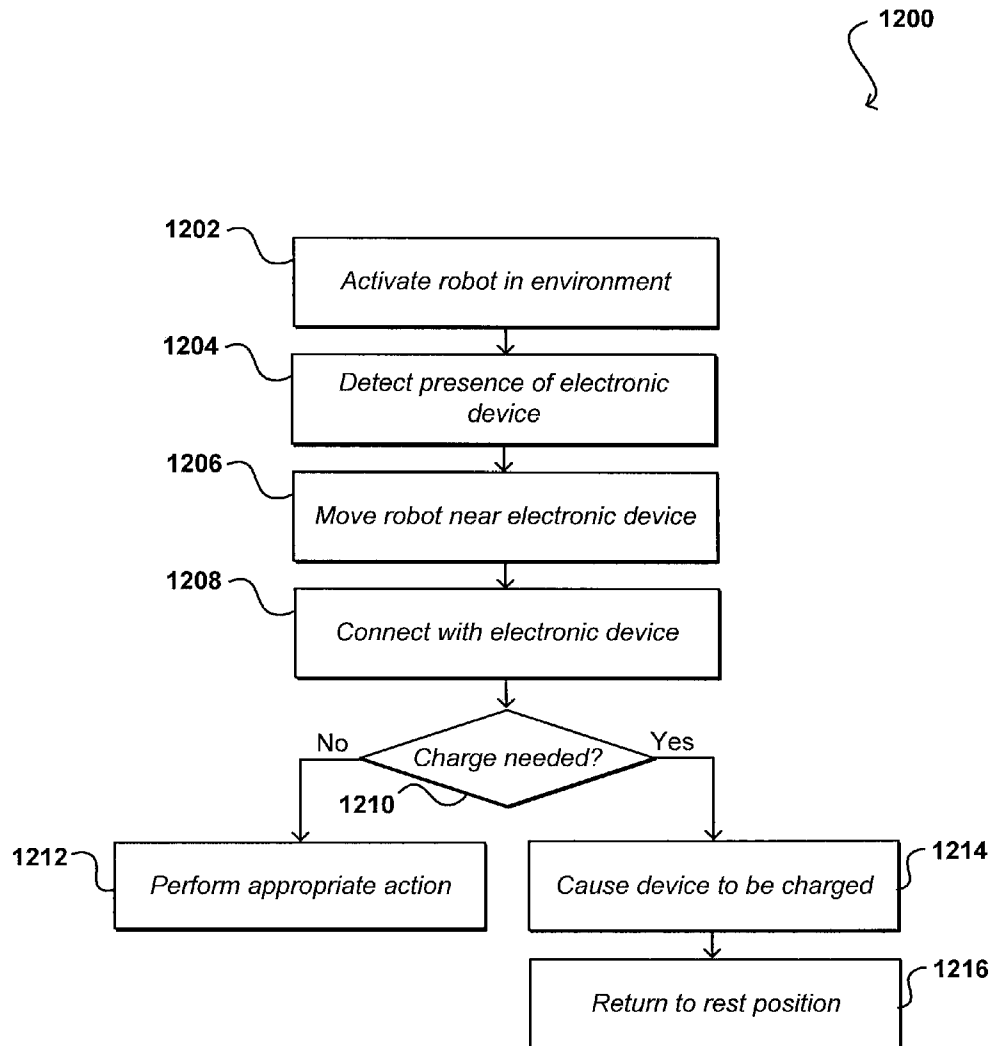 1200
1202
Activate robot in environment
1204
Detect presence of electronic
device
1206
Move robot near electronic device
1208
Connect with electronic device
No
Charge needed?
Yes
1210
1212
Perform appropriate action
1214
Cause device to be charged
1216
Return to rest position